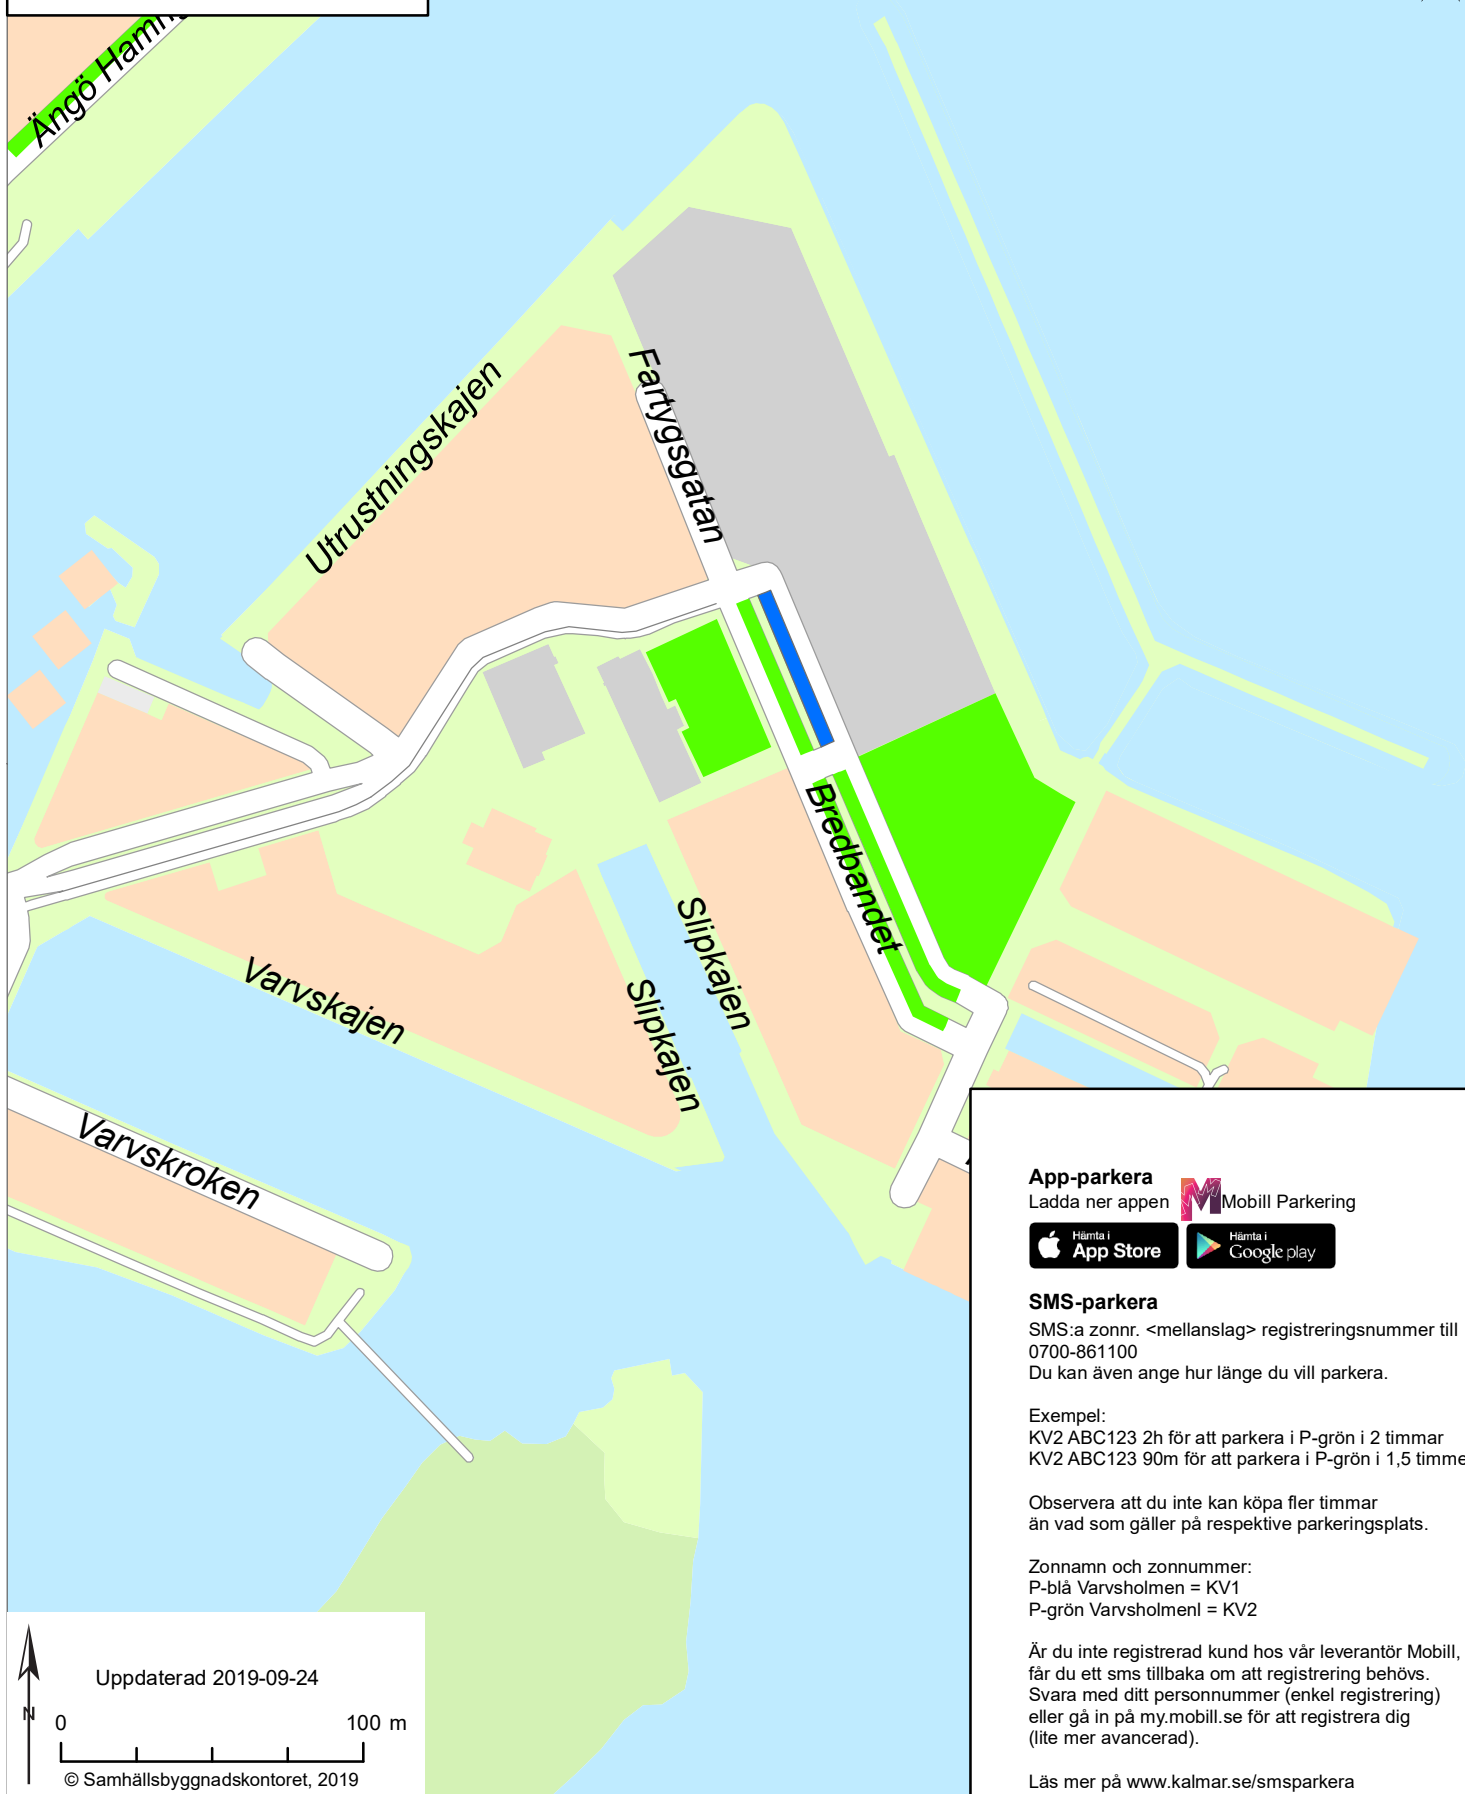 Ängö Hamn
Utrustningskajen
Fartygsgatan
Bredbandet
Slipkajen
Slipkajen
Varvskajen
Varvskroken
App-parkera
Ladda ner appen M Mobill Parkering
Hämta i
App Store
Hämta i
Google play
SMS-parkera
SMS:a zonnr. <mellanslag> registreringsnummer till
0700-861100
Du kan även ange hur länge du vill parkera.
Exempel:
KV2 ABC123 2h för att parkera i P-grön i 2 timmar
KV2 ABC123 90m för att parkera i P-grön i 1,5 timme
Observera att du inte kan köpa fler timmar
än vad som gäller på respektive parkeringsplats.
Zonnamn och zonnummer:
P-blå Varvsholmen = KV1
P-grön Varvsholmenl = KV2
Är du inte registrerad kund hos vår leverantör Mobill,
får du ett sms tillbaka om att registrering behövs.
Svara med ditt personnummer (enkel registrering)
eller gå in på my.mobill.se för att registrera dig
(lite mer avancerad).
Läs mer på www.kalmar.se/smsparkera
Uppdaterad 2019-09-24
N
0 100 m
© Samhällsbyggnadskontoret, 2019